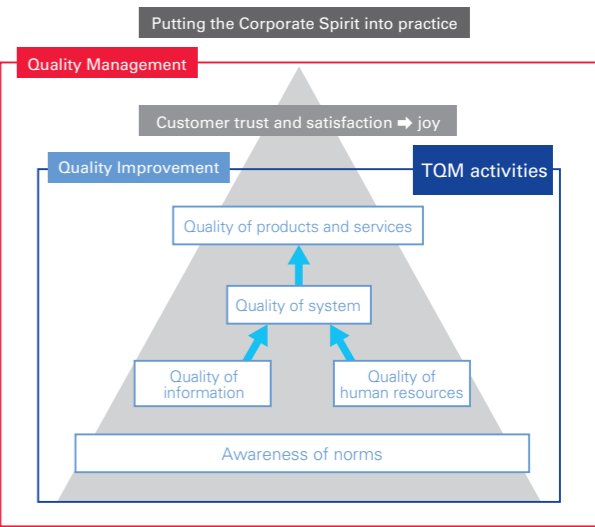 Putting the Corporate Spirit into practice
Quality Management
Customer trust and satisfaction ➡ joy
Quality Improvement
TQM activities
Quality of products and services
Quality of system
Quality of
information
Quality of
human resources
Awareness of norms